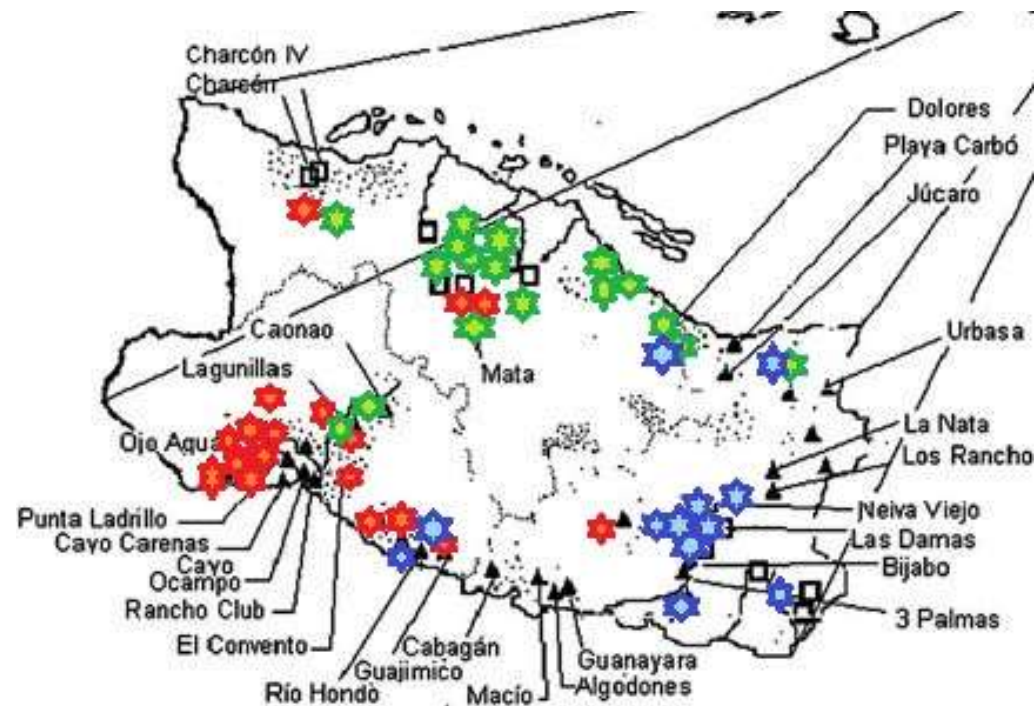 Charcón IV
Charcón
Dolores
Playa Carbó
Júcaro
Caonao
Urbasa
Lagunillas
Mata
La Nata
Ojo Agua
Los Rancho
Punta Ladrillo
Neiva Viejo
Cayo Carenas
Las Damas
Cayo
Ocampo
Bijabo
Rancho Club
3 Palmas
El Convento
Cabagán
Guanayara
Guajimico
Algodones
Río Hondo
Macío